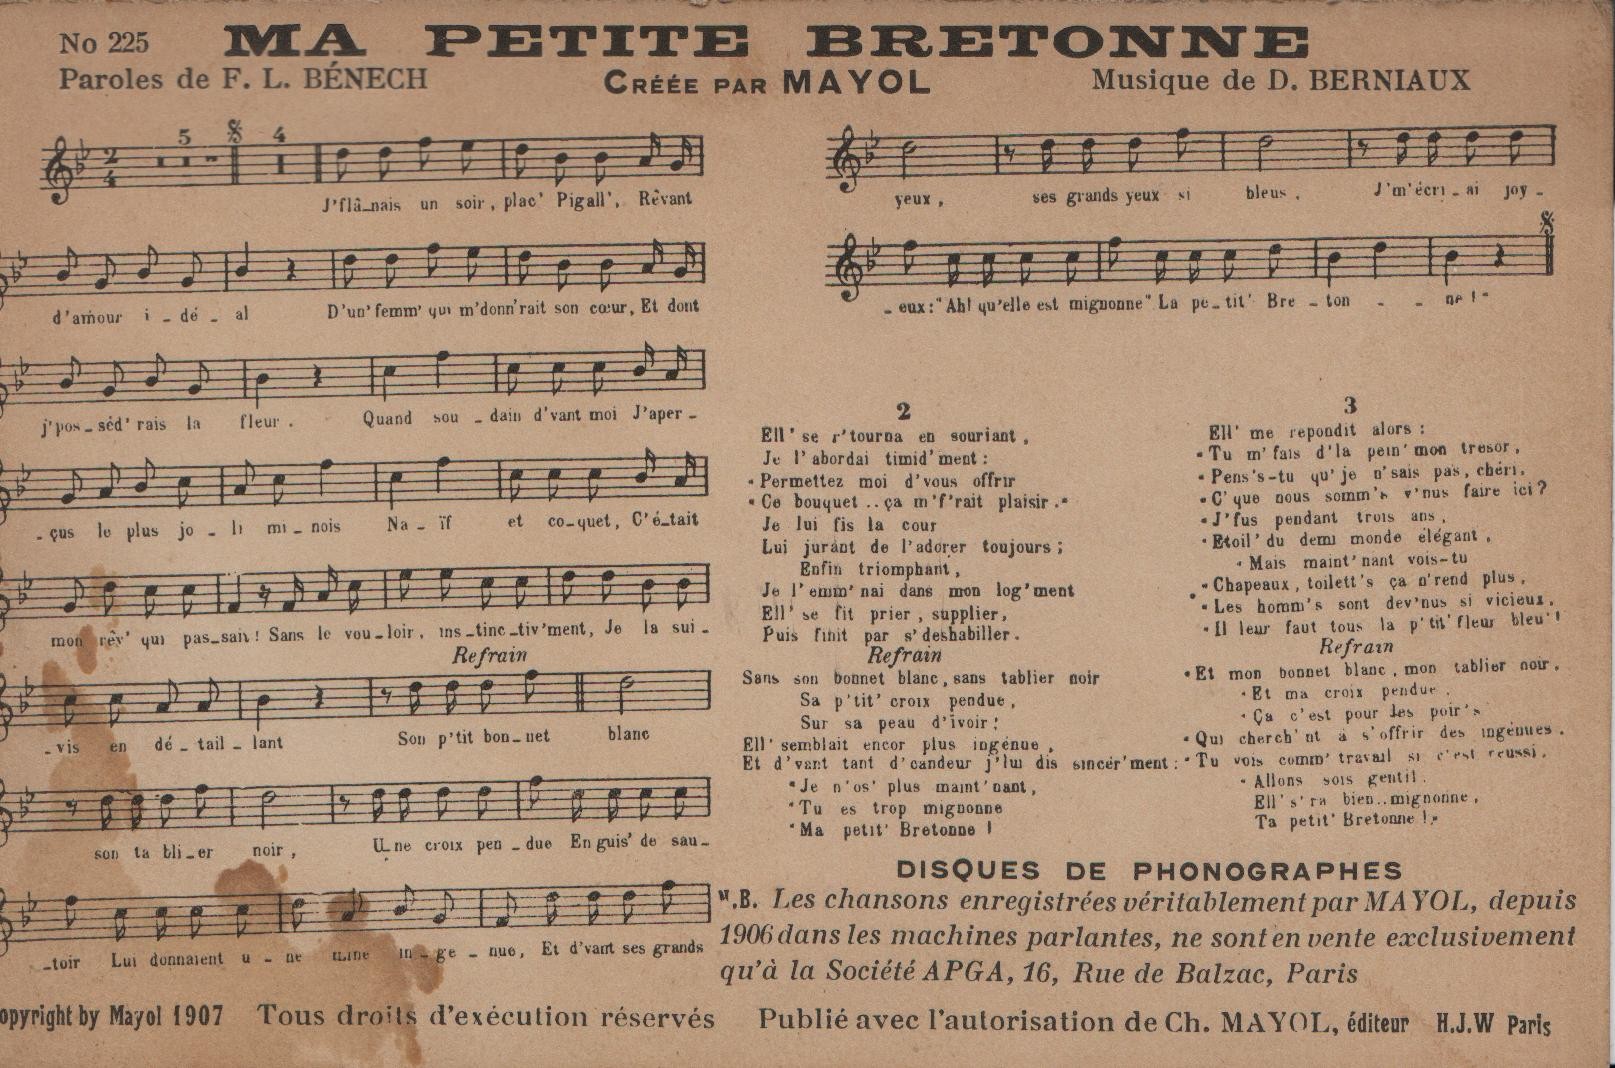 No 225 MA PETITE BRETONNE
Paroles de F. L. BÉNECH CRÉÉE PAR MAYOL Musique de D. BERNIAUX
2/4 5 4
J'flâ_nais un soir, plac' Pigall', Rêvant
d'amour i_dé_al D'un' femm' qui m'donn'rait son cœur, Et dont
j'pos_séd'rais la fleur. Quand sou_dain d'vant moi J'aper_
_çus le plus jo_li mi_nois Na_ïf et co_quet, C'é_tait
mon rêv' qui pas_sait! Sans le vou_loir, ins_tinc_tiv'ment, Je la sui_
Refrain
_vis en dé_tail_lant Son p'tit bon_net blanc
son ta bli_er noir, U_ne croix pen_due En guis' de sau_
_toir Lui donnaient u_ne mine in_gé_nue, Et d'vant ses grands
yeux, ses grands yeux si bleus, J'm'écri_ai joy_
_eux: "Ah! qu'elle est mignonne" La pe_tit' Bre_ton _ _ ne!"
2
Ell' se r'tourna en souriant,
Je l'abordai timid'ment:
"Permettez moi d'vous offrir
"Ce bouquet.. ça m'f'rait plaisir."
Je lui fis la cour
Lui jurant de l'adorer toujours;
Enfin triomphant,
Je l'emm'nai dans mon log'ment
Ell' se fit prier, supplier,
Puis finit par s'deshabiller.
Refrain
Sans son bonnet blanc, sans tablier noir
Sa p'tit' croix pendue,
Sur sa peau d'ivoir;
Ell' semblait encor plus ingénue,
Et d'vant tant d'candeur j'lui dis sincèr'ment:
"Je n'os' plus maint'nant,
"Tu es trop mignonne
"Ma petit' Bretonne!
3
Ell' me repondit alors:
"Tu m'fais d'la pein' mon tresor,
"Pens's-tu qu'je n'sais pas, chéri,
"C'que nous somm's v'nus faire ici?
"J'fus pendant trois ans,
"Etoil' du demi monde élégant,
"Mais maint'nant vois-tu
"Chapeaux, toilett's ça n'rend plus,
"Les homm's sont dev'nus si vicieux,
"Il leur faut tous la p'tit' fleur bleu'!
Refrain
"Et mon bonnet blanc, mon tablier noir,
"Et ma croix pendue,
"Ça c'est pour les poir's
"Qui cherch'nt à s'offrir des ingénues.
"Tu vois comm' travail si c'est réussi,
"Allons sois gentil.
Ell' s'ra bien.. mignonne,
Ta petit' Bretonne!"
DISQUES DE PHONOGRAPHES
N.B. Les chansons enregistrées véritablement par MAYOL, depuis
1906 dans les machines parlantes, ne sont en vente exclusivement
qu'à la Société APGA, 16, Rue de Balzac, Paris
opyright by Mayol 1907 Tous droits d'exécution réservés Publié avec l'autorisation de Ch. MAYOL, éditeur H.J.W Paris